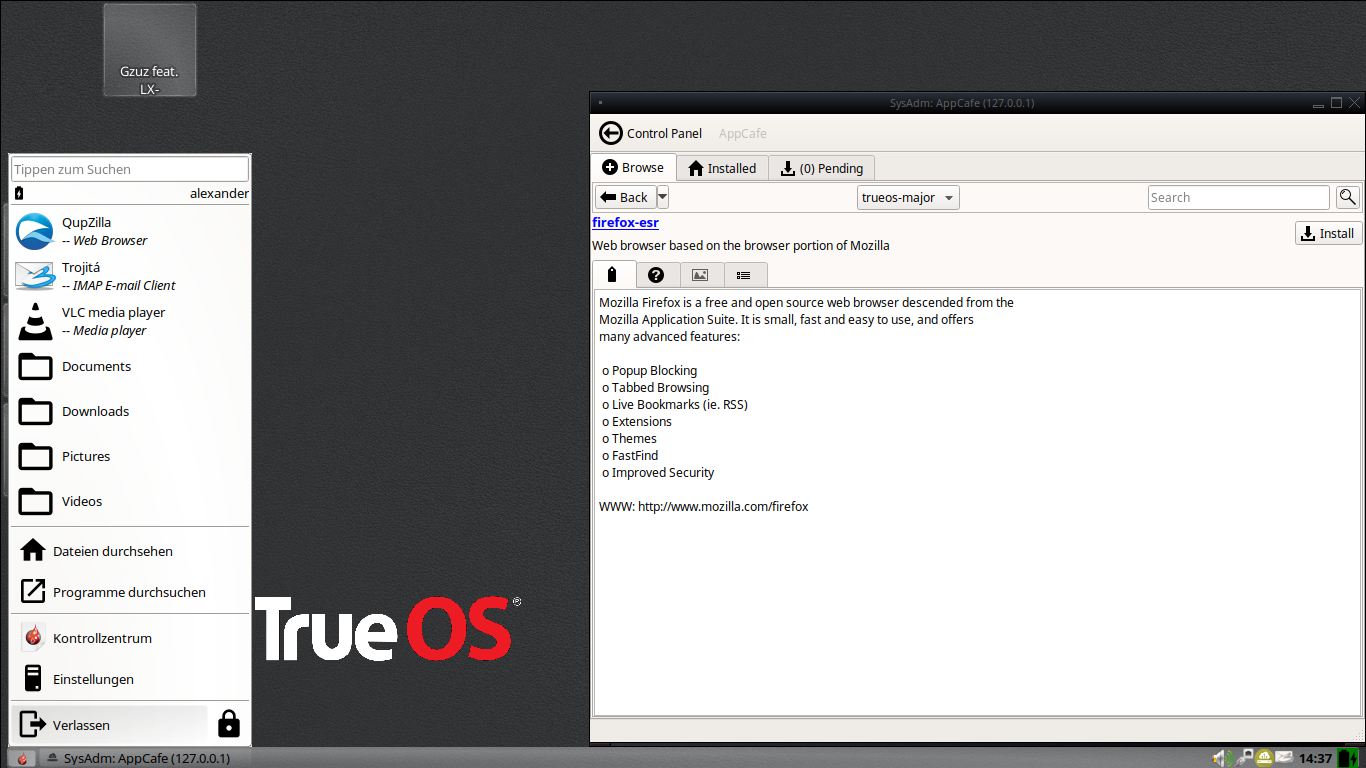 Gzuz feat.
LX-
Tippen zum Suchen
alexander
QupZilla
-- Web Browser
Trojitá
-- IMAP E-mail Client
VLC media player
-- Media player
Documents
Downloads
Pictures
Videos
Dateien durchsehen
Programme durchsuchen
Kontrollzentrum
Einstellungen
Verlassen
TrueOS®
SysAdm: AppCafe (127.0.0.1)
Control Panel AppCafe
Browse Installed (0) Pending
Back trueos-major Search
firefox-esr
Install
Web browser based on the browser portion of Mozilla
Mozilla Firefox is a free and open source web browser descended from the
Mozilla Application Suite. It is small, fast and easy to use, and offers
many advanced features:
o Popup Blocking
o Tabbed Browsing
o Live Bookmarks (ie. RSS)
o Extensions
o Themes
o FastFind
o Improved Security
WWW: http://www.mozilla.com/firefox
SysAdm: AppCafe (127.0.0.1) 14:37